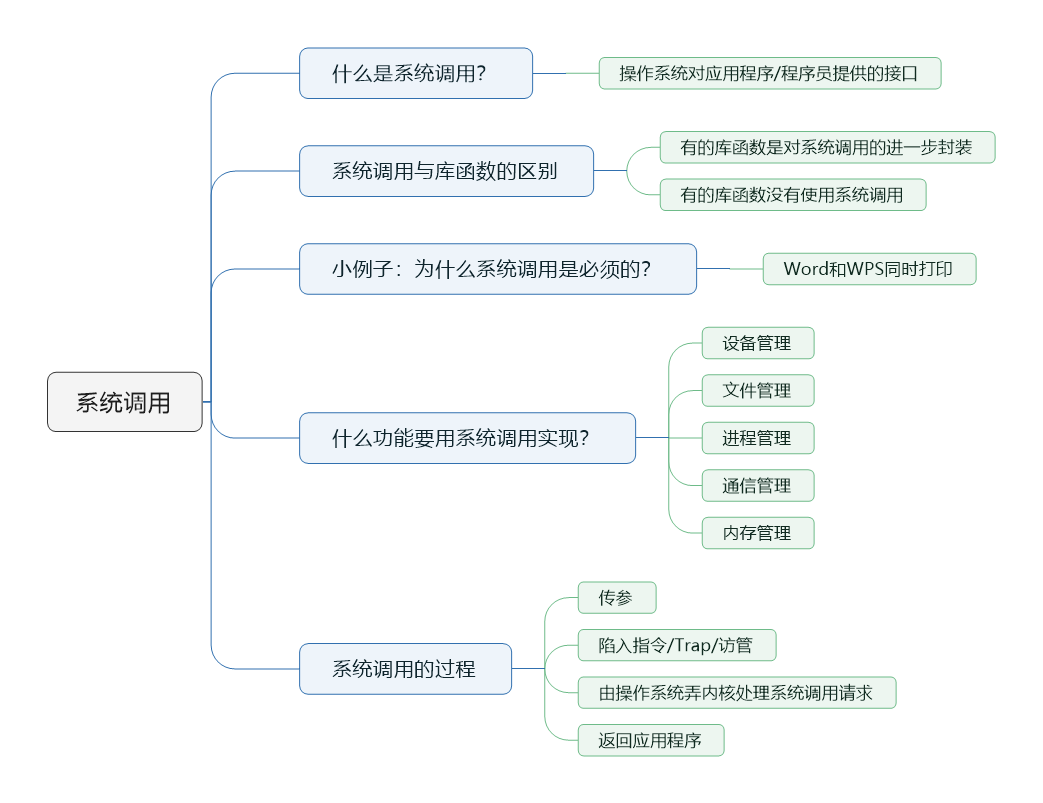 系统调用
什么是系统调用？
操作系统对应用程序/程序员提供的接口
系统调用与库函数的区别
有的库函数是对系统调用的进一步封装
有的库函数没有使用系统调用
小例子：为什么系统调用是必须的？
Word和WPS同时打印
什么功能要用系统调用实现？
设备管理
文件管理
进程管理
通信管理
内存管理
系统调用的过程
传参
陷入指令/Trap/访管
由操作系统弄内核处理系统调用请求
返回应用程序